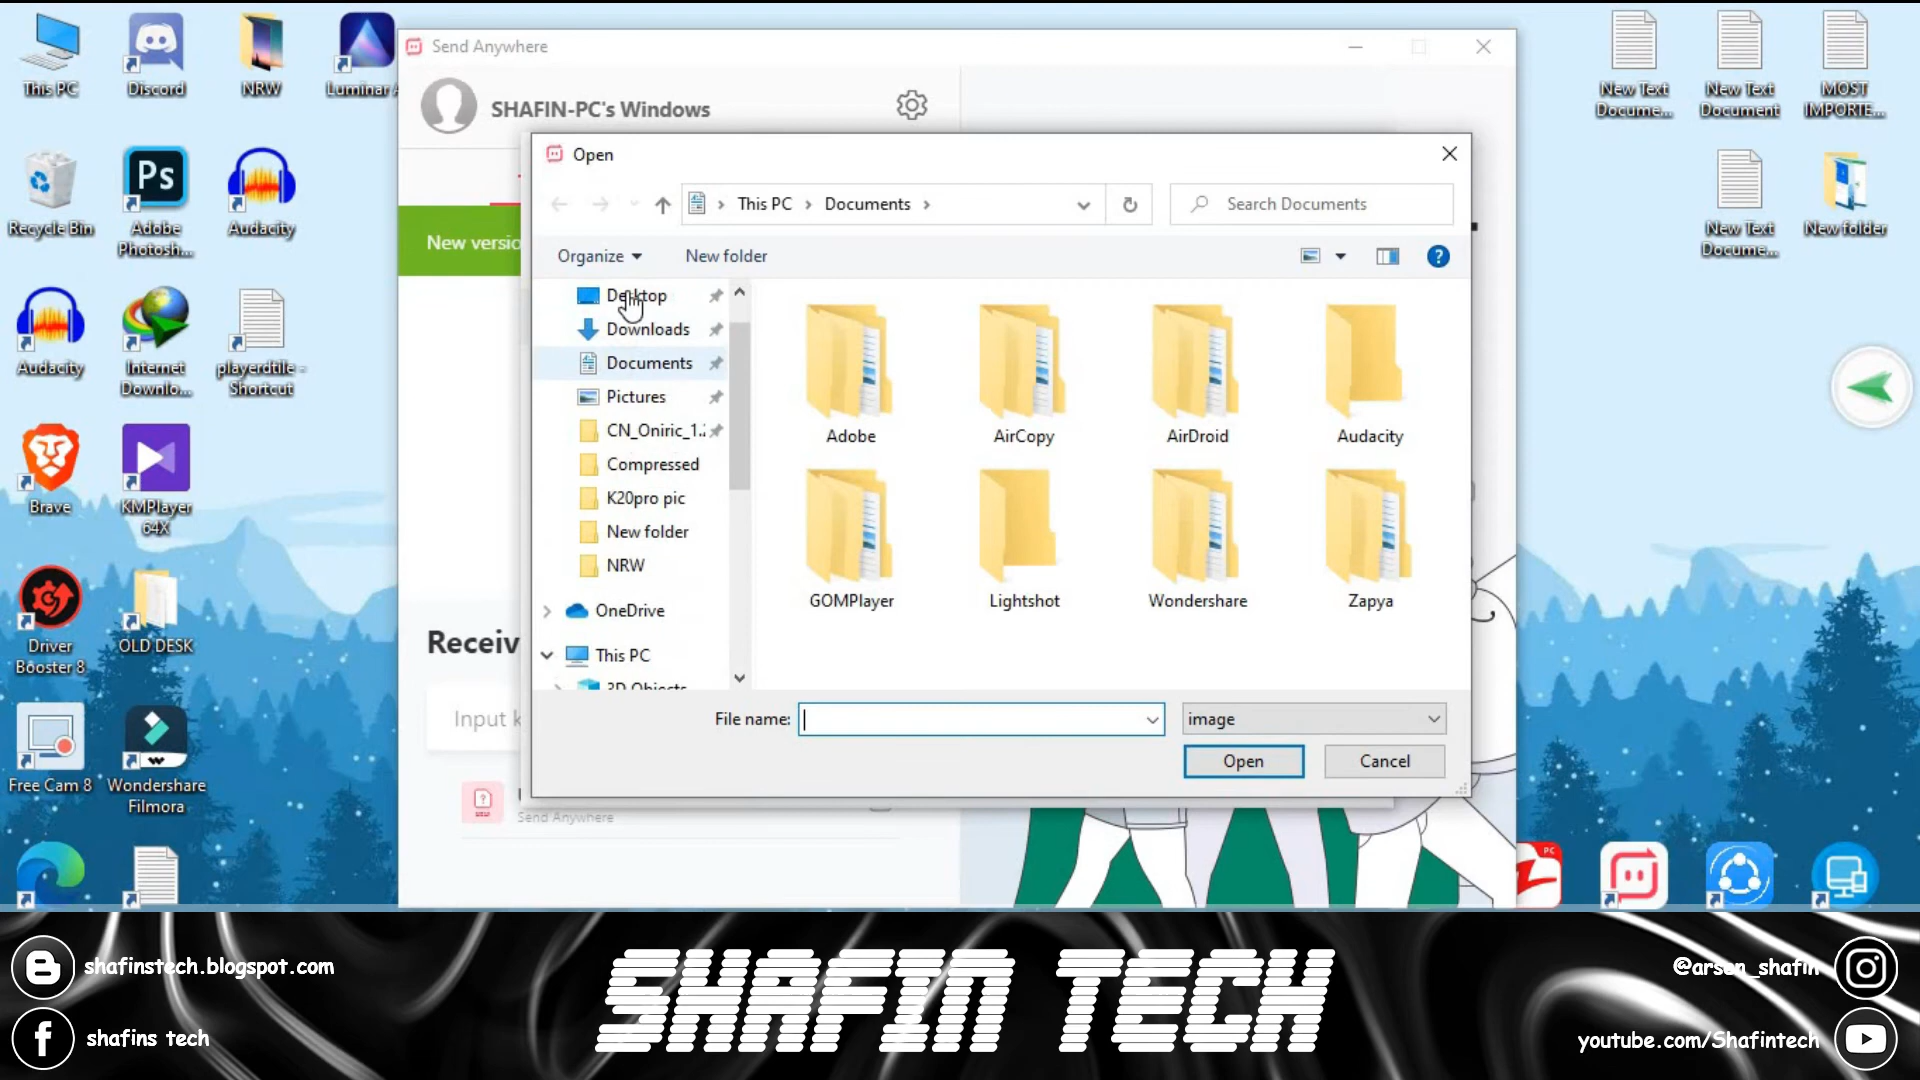 This PC
Discord
NRW
Luminar A
Recycle Bin
Adobe
Photosh...
Audacity
Audacity
Internet
Downlo...
playerdtile -
Shortcut
Brave
KMPlayer
64X
Driver
Booster 8
OLD DESK
Free Cam 8
Wondershare
Filmora
Send Anywhere
SHAFIN-PC's Windows
New versio
Receiv
Input k
Send Anywhere
Open
This PC
Documents
Search Documents
Organize
New folder
Desktop
Downloads
Documents
Pictures
CN_Oniric_1.2
Compressed
K20pro pic
New folder
NRW
OneDrive
This PC
3D Objects
Adobe
AirCopy
AirDroid
Audacity
GOMPlayer
Lightshot
Wondershare
Zapya
File name:
image
Open
Cancel
New Text
Docume...
New Text
Document
MOST
IMPORTE...
New Text
Docume...
New folder
PC
shafinstech.blogspot.com
shafins tech
SHAFIN TECH
@arsen_shafin
youtube.com/Shafintech